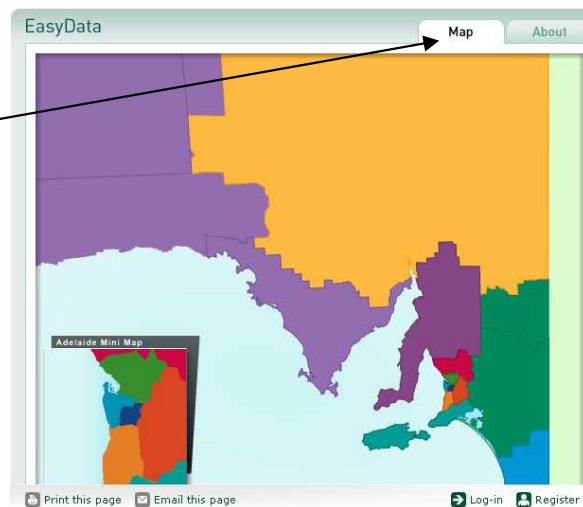 EasyData
Map About
Adelaide Mini Map
Print this page Email this page Log-in Register